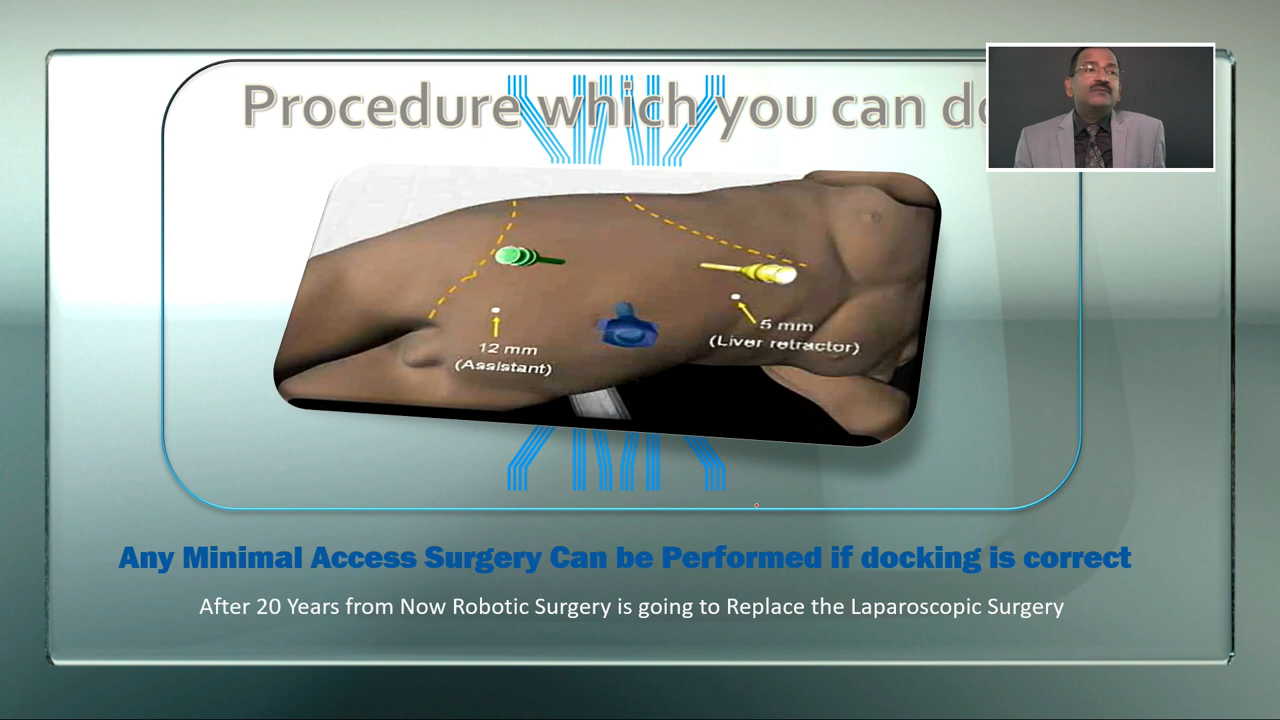 Procedure which you can do
12 mm
(Assistant)
5 mm
(Liver retractor)
Any Minimal Access Surgery Can be Performed if docking is correct
After 20 Years from Now Robotic Surgery is going to Replace the Laparoscopic Surgery